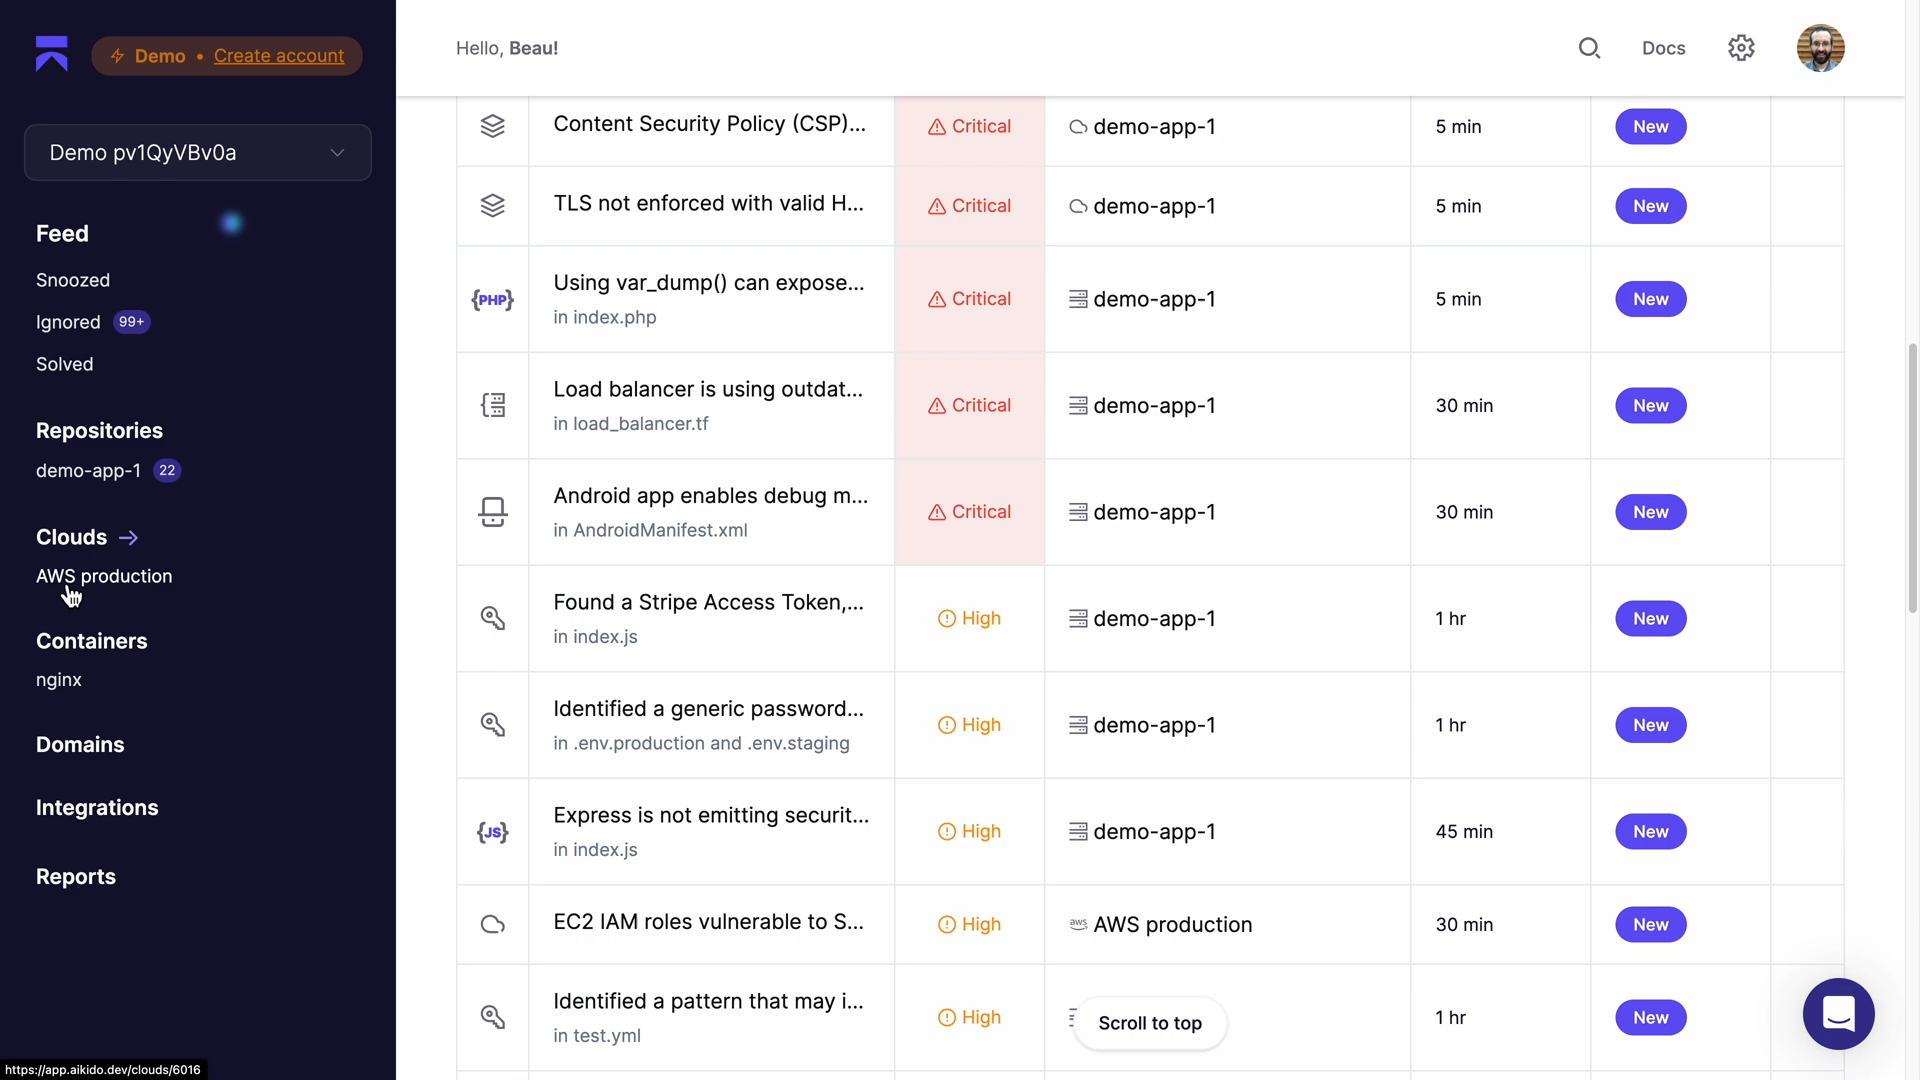 Demo • Create account
Hello, Beau!
Docs
Demo pv1QyVBv0a
Feed
Snoozed
Ignored 99+
Solved
Repositories
demo-app-1 22
Clouds →
AWS production
Containers
nginx
Domains
Integrations
Reports
Content Security Policy (CSP)... Critical demo-app-1 5 min New
TLS not enforced with valid H... Critical demo-app-1 5 min New
{PHP} Using var_dump() can expose... Critical demo-app-1 5 min New
in index.php
Load balancer is using outdat... Critical demo-app-1 30 min New
in load_balancer.tf
Android app enables debug m... Critical demo-app-1 30 min New
in AndroidManifest.xml
Found a Stripe Access Token,... High demo-app-1 1 hr New
in index.js
Identified a generic password... High demo-app-1 1 hr New
in .env.production and .env.staging
{JS} Express is not emitting securit... High demo-app-1 45 min New
in index.js
EC2 IAM roles vulnerable to S... High aws AWS production 30 min New
Identified a pattern that may i... High 1 hr New
in test.yml
Scroll to top
https://app.aikido.dev/clouds/6016